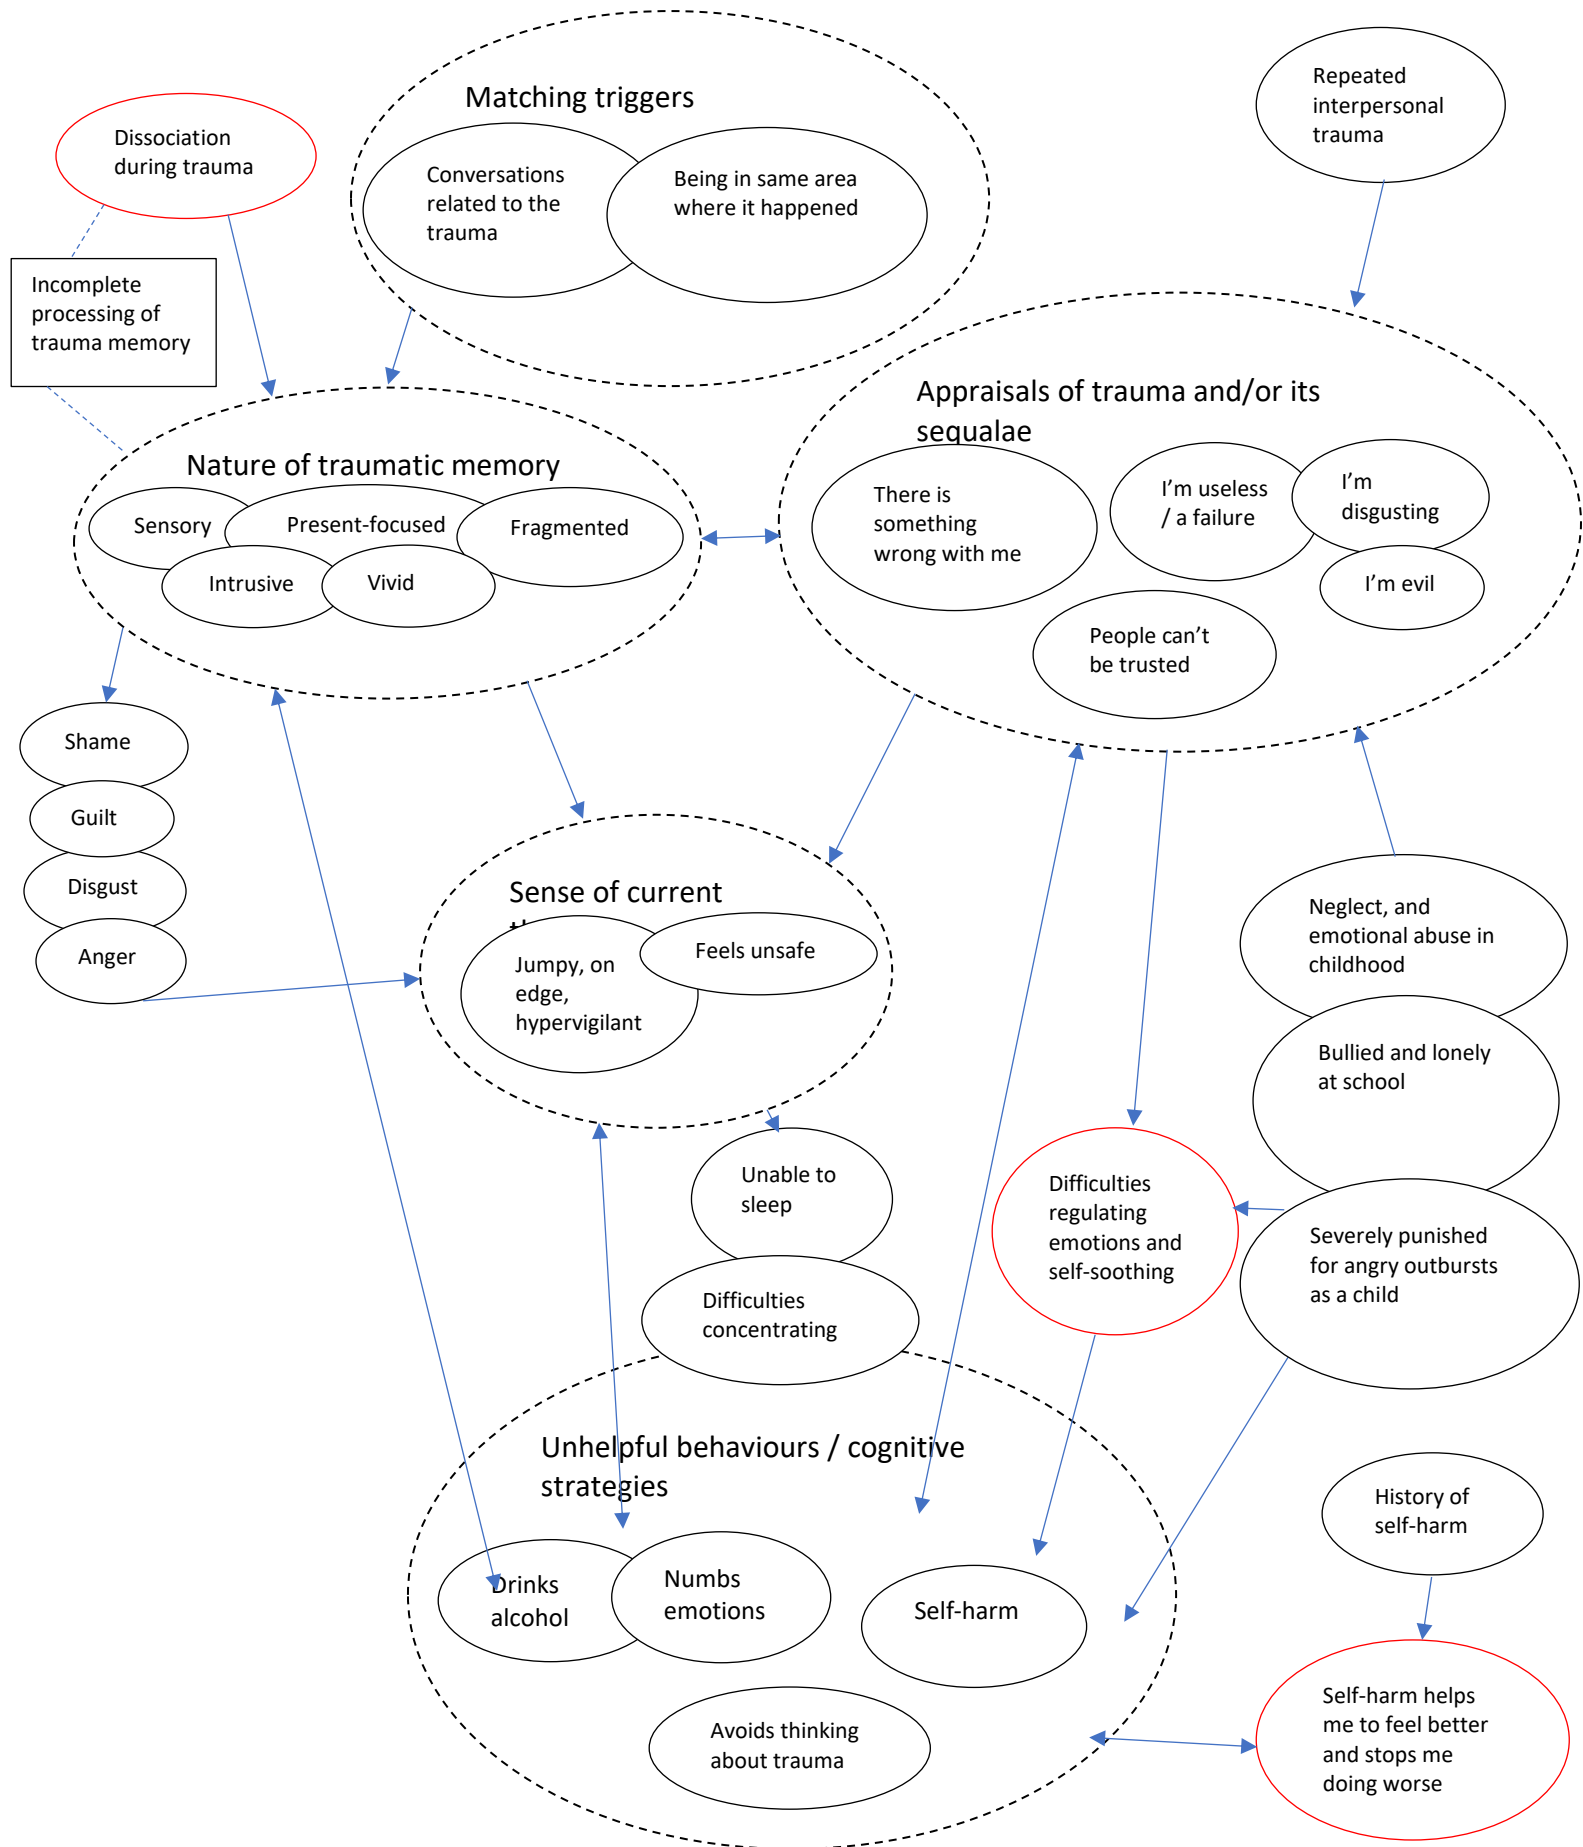 Matching triggers
Repeated
interpersonal
trauma
Dissociation
during trauma
Conversations
related to the
trauma
Being in same area
where it happened
Incomplete
processing of
trauma memory
Appraisals of trauma and/or its
sequalae
Nature of traumatic memory
Sensory
Present-focused
Fragmented
Intrusive
Vivid
There is
something
wrong with me
I'm useless
/ a failure
I'm
disgusting
I'm evil
People can't
be trusted
Shame
Guilt
Disgust
Anger
Sense of current
Jumpy, on
edge,
hypervigilant
Feels unsafe
Neglect, and
emotional abuse in
childhood
Bullied and lonely
at school
Severely punished
for angry outbursts
as a child
Unable to
sleep
Difficulties
concentrating
Difficulties
regulating
emotions and
self-soothing
Unhelpful behaviours / cognitive
strategies
Drinks
alcohol
Numbs
emotions
Self-harm
Avoids thinking
about trauma
History of
self-harm
Self-harm helps
me to feel better
and stops me
doing worse